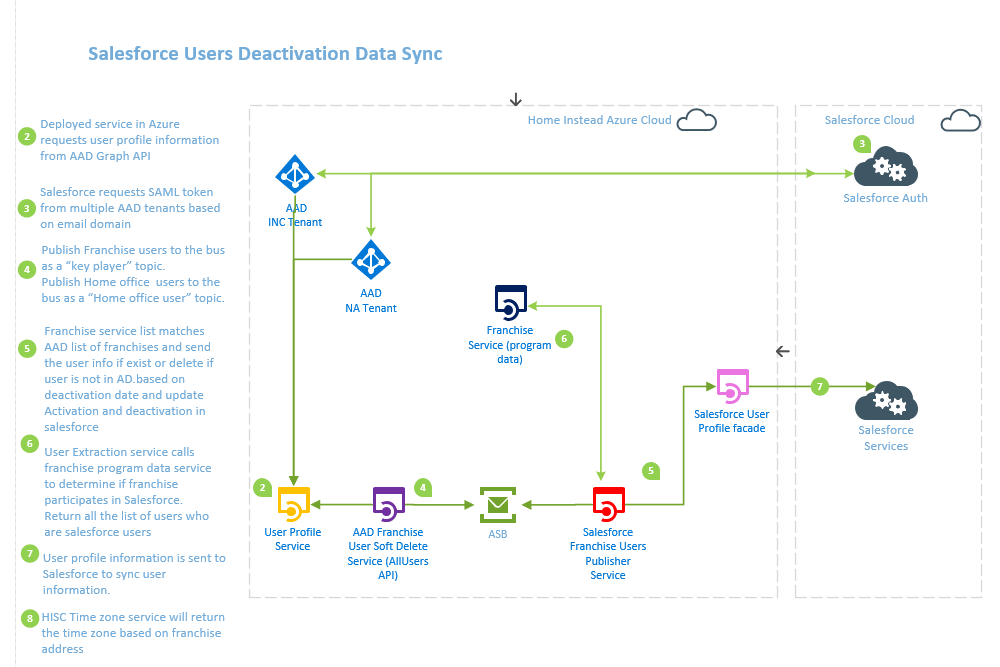 Salesforce Users Deactivation Data Sync
2
Deployed service in Azure
requests user profile information
from AAD Graph API
3
Salesforce requests SAML token
from multiple AAD tenants based
on email domain
4
Publish Franchise users to the bus
as a “key player” topic.
Publish Home office users to the
bus as a “Home office user” topic.
5
Franchise service list matches
AAD list of franchises and send
the user info if exist or delete if
user is not in AD.based on
deactivation date and update
Activation and deactivation in
salesforce
6
User Extraction service calls
franchise program data service
to determine if franchise
participates in Salesforce.
Return all the list of users who
are salesforce users
7
User profile information is sent to
Salesforce to sync user
information.
8
HISC Time zone service will return
the time zone based on franchise
address
Home Instead Azure Cloud
Salesforce Cloud
3
Salesforce Auth
AAD
INC Tenant
AAD
NA Tenant
Franchise
Service (program
data)
6
Salesforce User
Profile facade
7
Salesforce
Services
2
User Profile
Service
4
AAD Franchise
User Soft Delete
Service (AllUsers
API)
ASB
5
Salesforce
Franchise Users
Publisher
Service